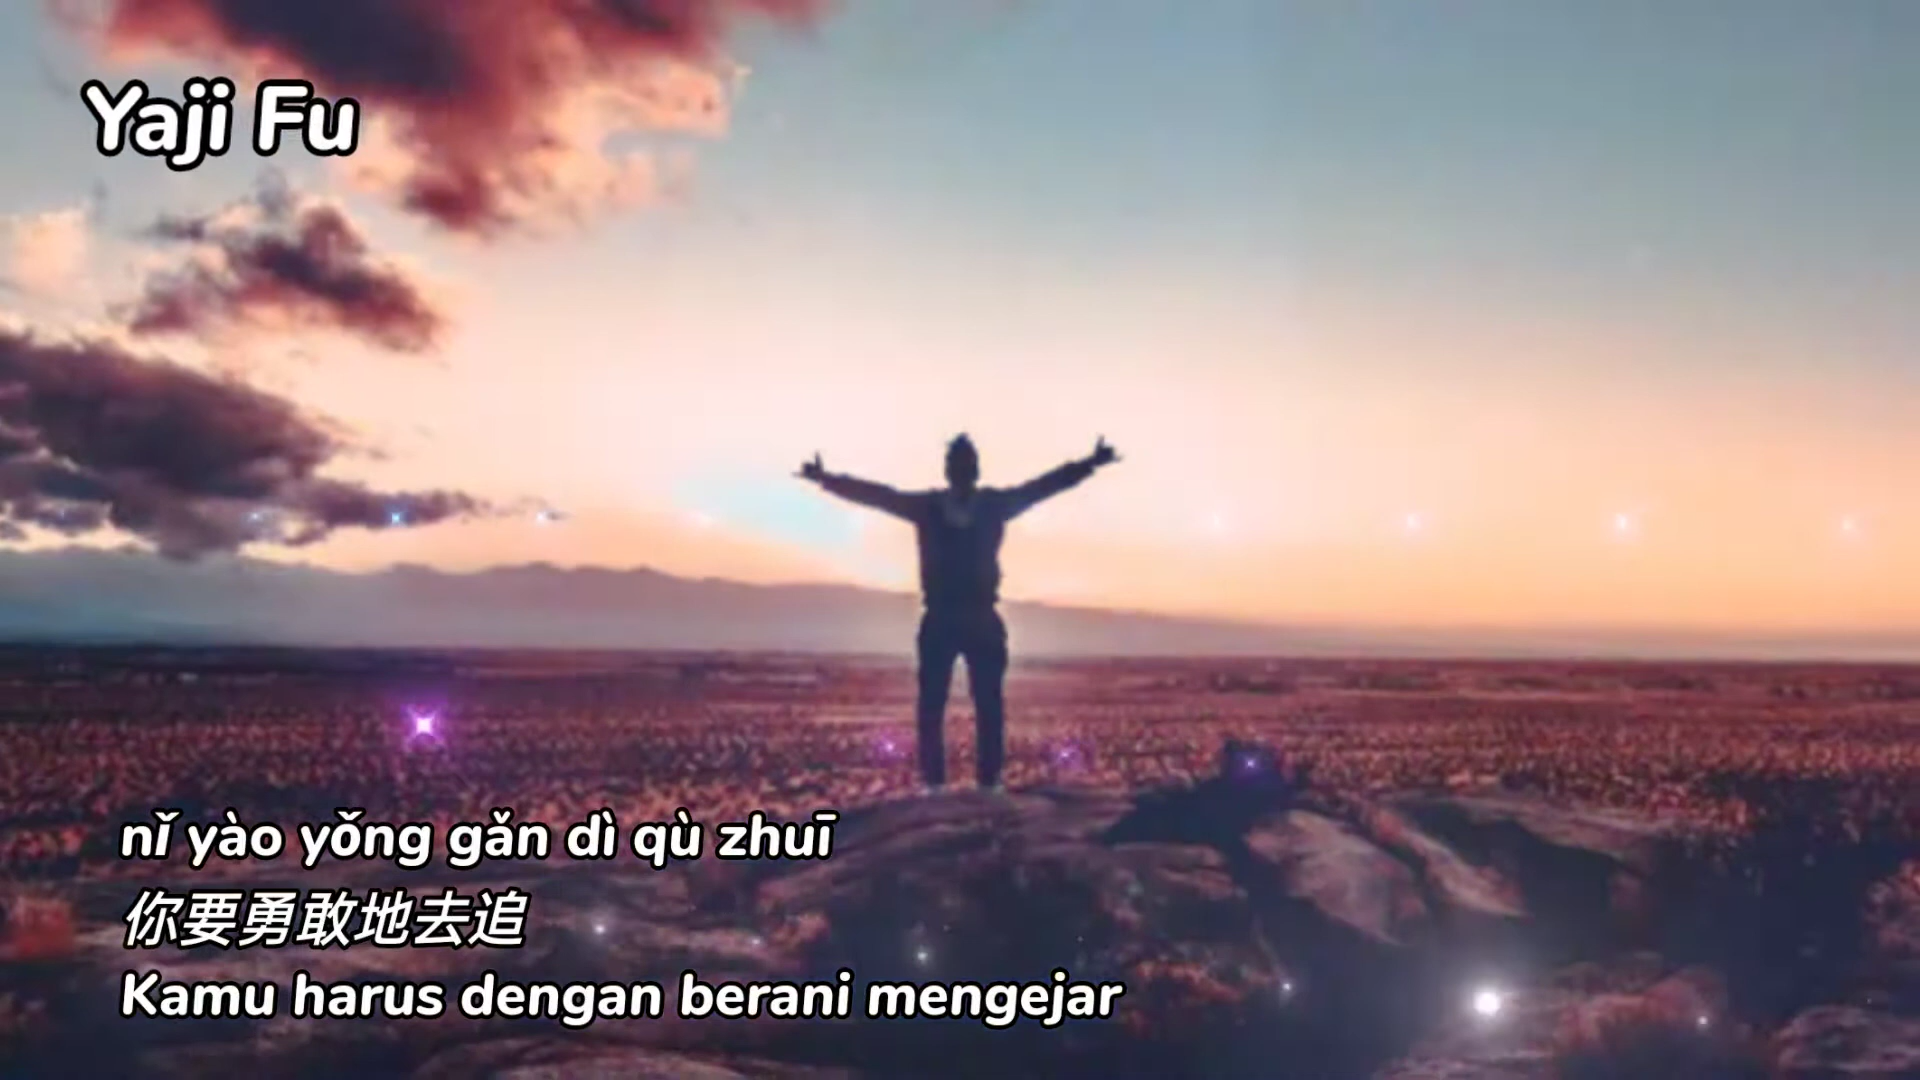 Yaji Fu
nǐ yào yǒng gǎn dì qù zhuī
你要勇敢地去追
Kamu harus dengan berani mengejar